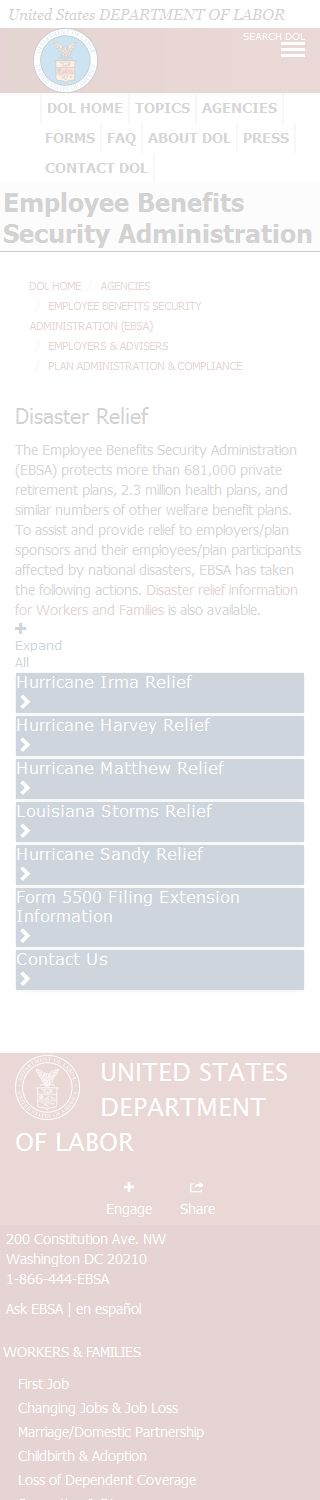 United States DEPARTMENT OF LABOR
SEARCH DOL
DOL HOME TOPICS AGENCIES
FORMS FAQ ABOUT DOL PRESS
CONTACT DOL
Employee Benefits
Security Administration
DOL HOME / AGENCIES
/ EMPLOYEE BENEFITS SECURITY
ADMINISTRATION (EBSA)
/ EMPLOYERS & ADVISERS
/ PLAN ADMINISTRATION & COMPLIANCE
Disaster Relief
The Employee Benefits Security Administration
(EBSA) protects more than 681,000 private
retirement plans, 2.3 million health plans, and
similar numbers of other welfare benefit plans.
To assist and provide relief to employers/plan
sponsors and their employees/plan participants
affected by national disasters, EBSA has taken
the following actions. Disaster relief information
for Workers and Families is also available.
Expand
All
Hurricane Irma Relief
Hurricane Harvey Relief
Hurricane Matthew Relief
Louisiana Storms Relief
Hurricane Sandy Relief
Form 5500 Filing Extension
Information
Contact Us
UNITED STATES
DEPARTMENT
OF LABOR
Engage Share
200 Constitution Ave. NW
Washington DC 20210
1-866-444-EBSA
Ask EBSA | en español
WORKERS & FAMILIES
First Job
Changing Jobs & Job Loss
Marriage/Domestic Partnership
Childbirth & Adoption
Loss of Dependent Coverage